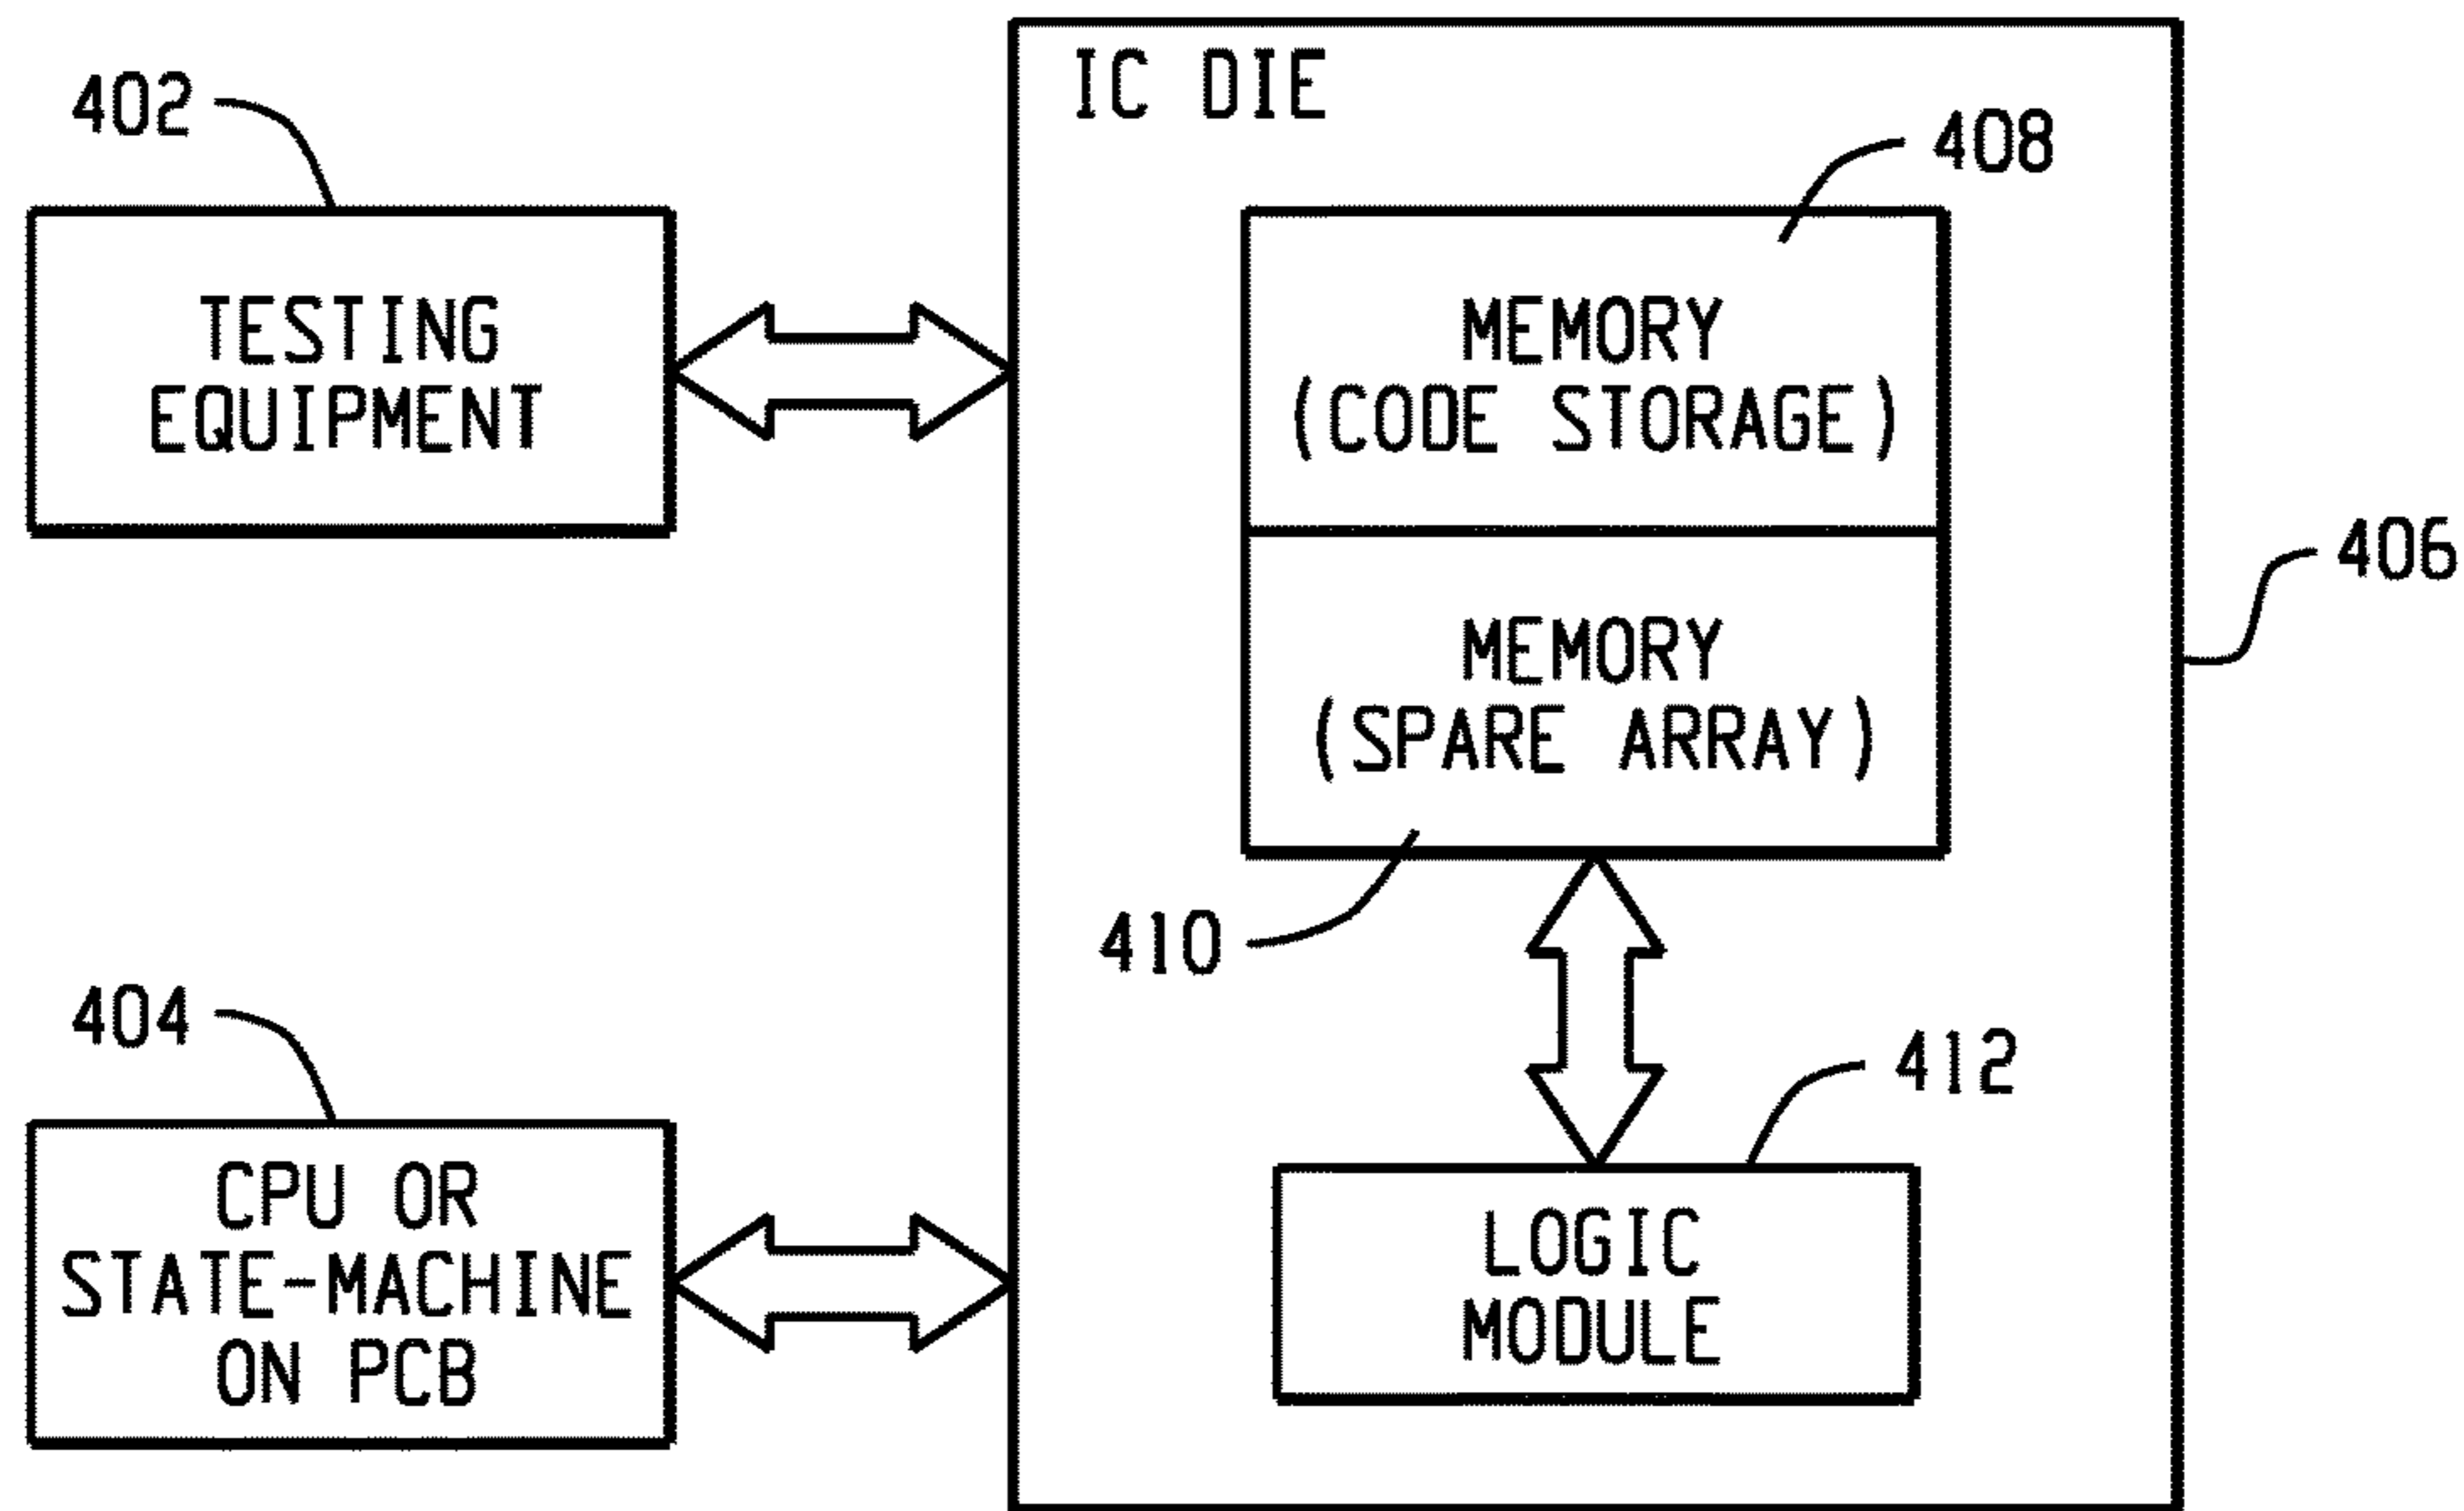 402
TESTING
EQUIPMENT
404
CPU OR
STATE-MACHINE
ON PCB
IC DIE
408
MEMORY
(CODE STORAGE)
MEMORY
(SPARE ARRAY)
410
412
LOGIC
MODULE
406